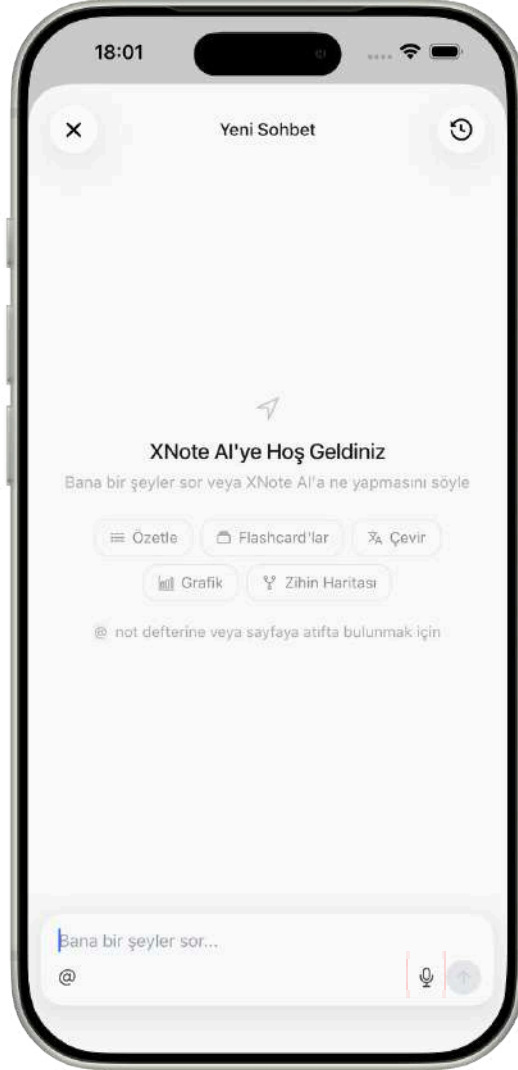 18:01
Yeni Sohbet
XNote AI'ye Hoş Geldiniz
Bana bir şeyler sor veya XNote AI'a ne yapmasını söyle
Özetle Flashcard'lar Çevir
Grafik Zihin Haritası
@ not defterine veya sayfaya atıfta bulunmak için
Bana bir şeyler sor...
@